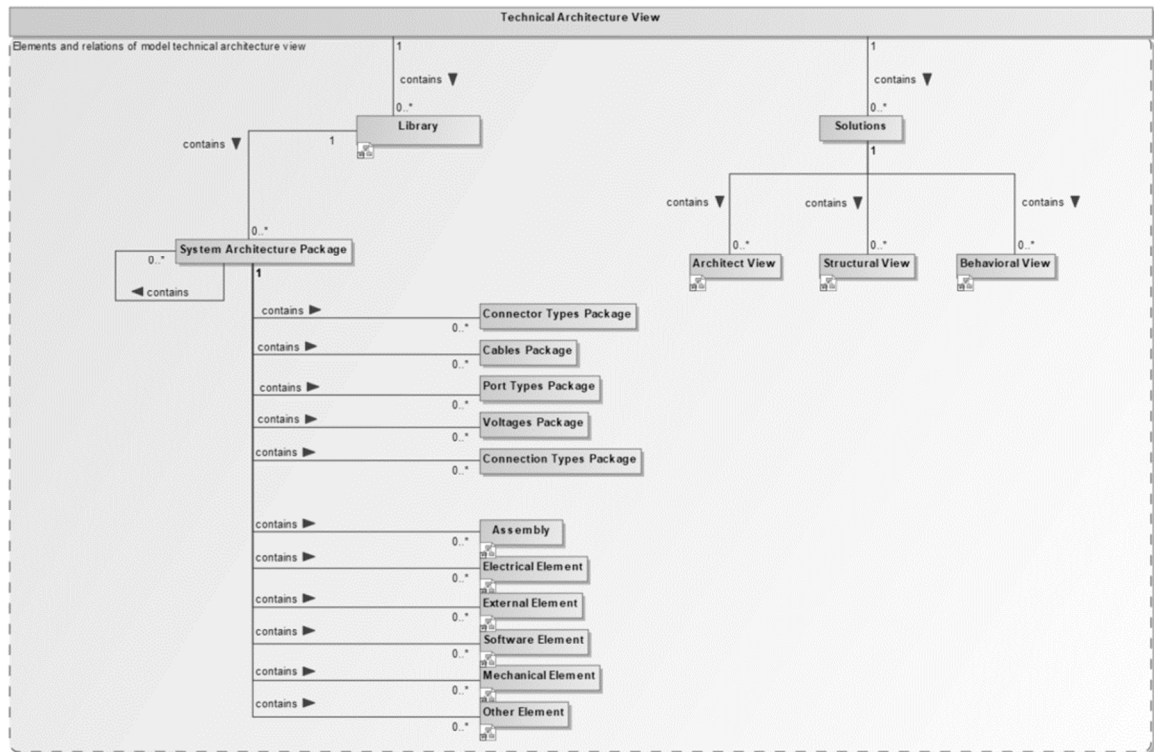 Technical Architecture View
Elements and relations of model technical architecture view
1
1
contains
contains
0..*
0..*
Library
Solutions
1
1
contains
contains
contains
contains
0..*
0..*
0..*
0..*
System Architecture Package
Architect View
Structural View
Behavioral View
0..*
1
contains
contains
Connector Types Package
0..*
contains
Cables Package
0..*
contains
Port Types Package
0..*
contains
Voltages Package
0..*
contains
Connection Types Package
0..*
contains
Assembly
0..*
contains
Electrical Element
0..*
contains
External Element
0..*
contains
Software Element
0..*
contains
Mechanical Element
0..*
contains
Other Element
0..*